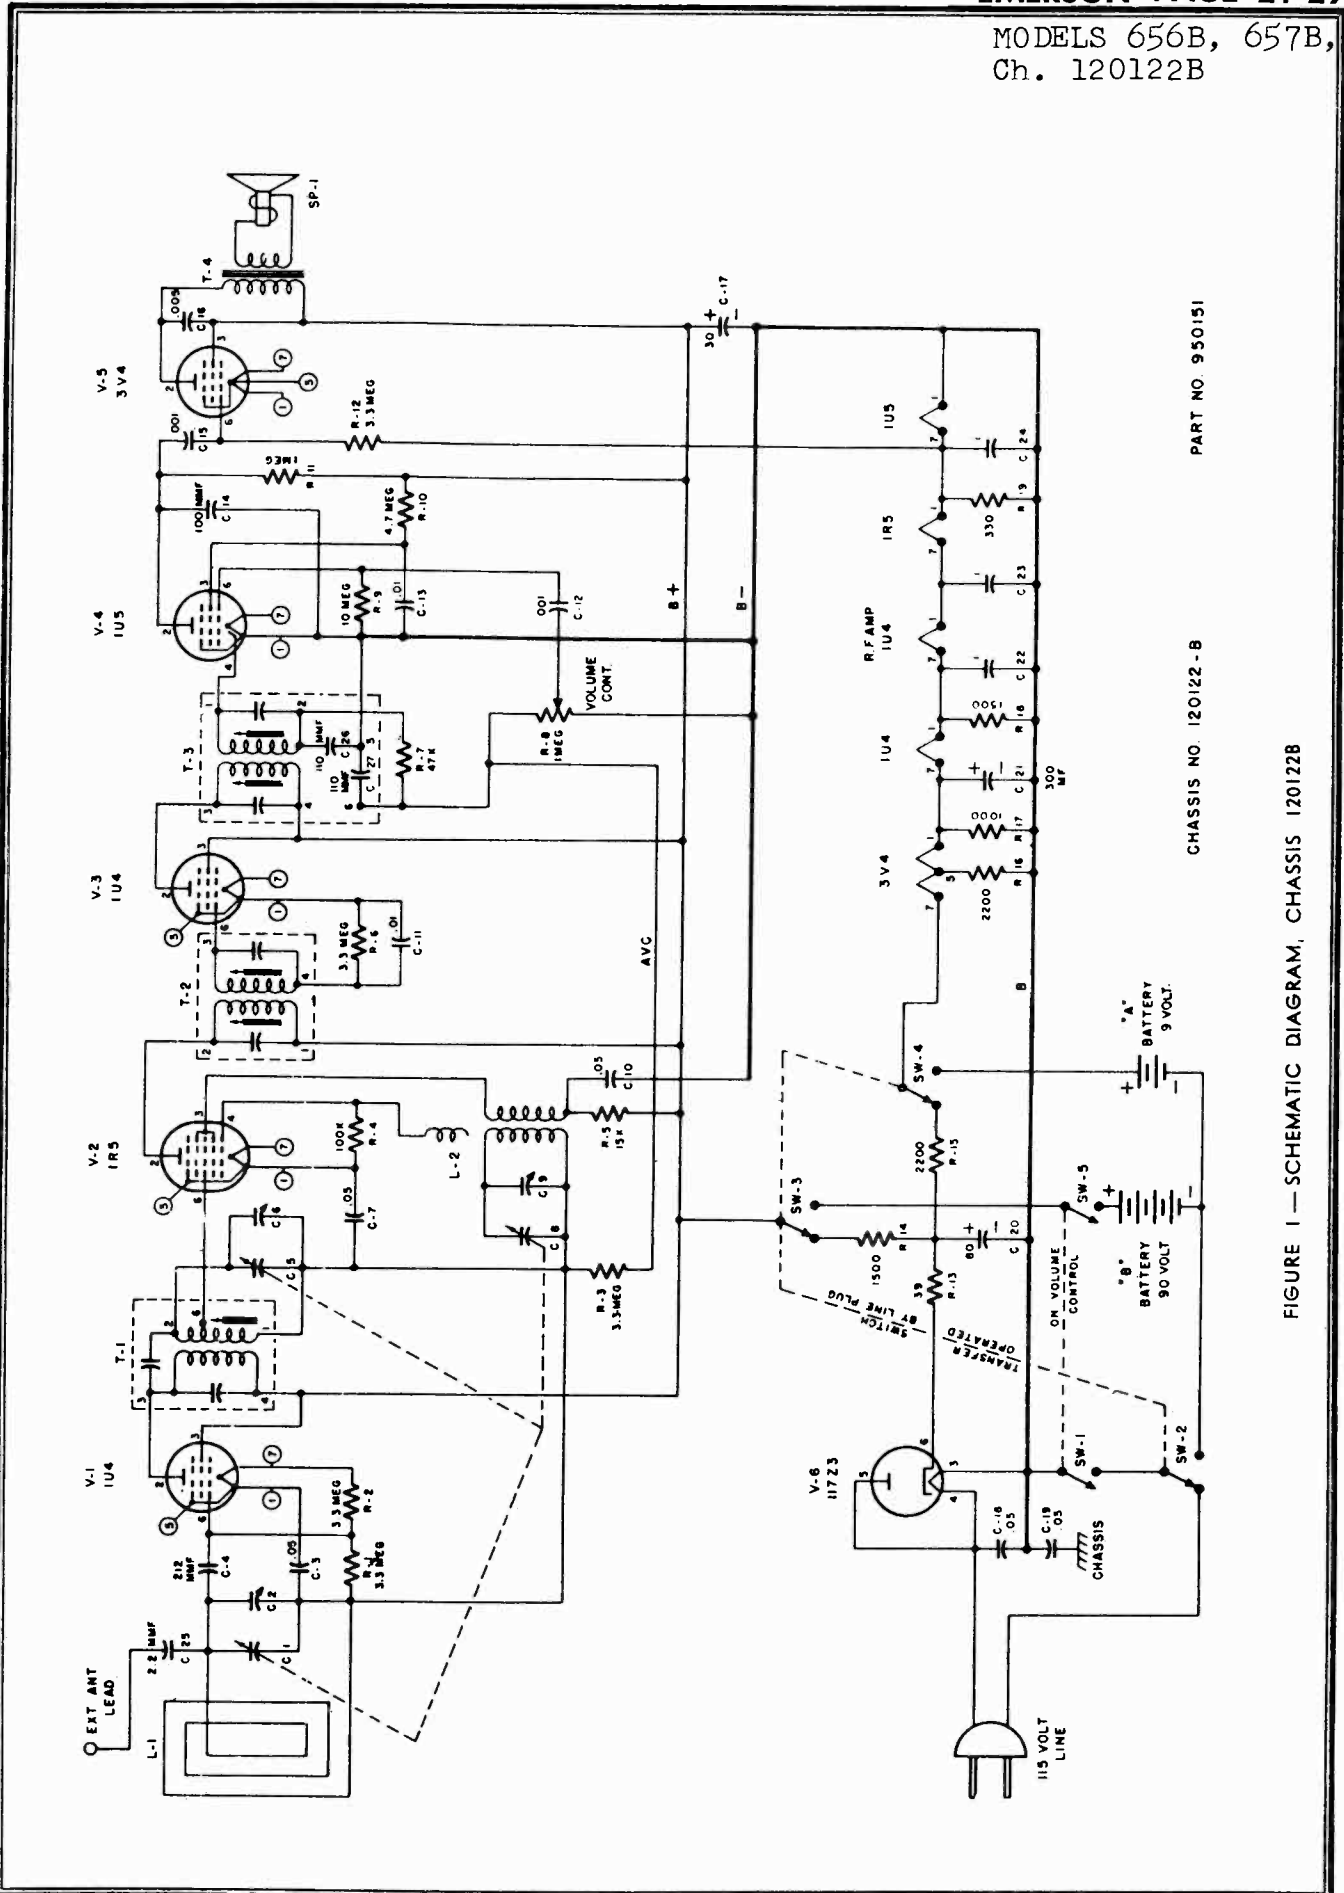 MODELS 656B, 657B,
Ch. 120122B
EXT ANT
LEAD
L-1
2.2 MMF
C 25
C 1
C 2
212
MMF
C-4
.05
C-3
R-1
3.3 MEG
3.3 MEG
R-2
V-1
1U4
T-1
C 5
C 6
.05
C-7
V-2
1R5
100K
R-4
L-2
C 8
C 9
R-3
3.3 MEG
R-5
15K
.05
C 10
T-2
V-3
1U4
3.3 MEG
R-6
.01
C-11
AVC
T-3
110 MMF
C 26
110
MMF
C 27
R-7
47K
R-8
1 MEG
VOLUME
CONT.
V-4
1U5
10 MEG
R-9
.01
C-13
.001
C-12
100 MMF
C-14
4.7 MEG
R-10
1 MEG
R 11
.001
C 15
R-12
3.3 MEG
V-5
3V4
.005
C 16
T-4
SP-1
B+
B-
30
C-17
115 VOLT
LINE
V-6
117Z3
C-18
.05
C-19
.05
CHASSIS
SW-1
SW-2
TRANSFER SWITCH
OPERATED BY LINE PLUG
ON VOLUME
CONTROL
39
R-13
1500
R 14
80
C 20
2200
R-15
SW-3
SW-4
SW-5
"B"
BATTERY
90 VOLT
"A"
BATTERY
9 VOLT.
B
3V4
2200
R 16
1000
R 17
C 21
300
MF
1U4
1500
R 18
C 22
R.F. AMP
1U4
C 23
1R5
330
R 19
C 24
1U5
CHASSIS NO. 120122-B
PART NO. 950151
FIGURE 1 — SCHEMATIC DIAGRAM, CHASSIS 120122B